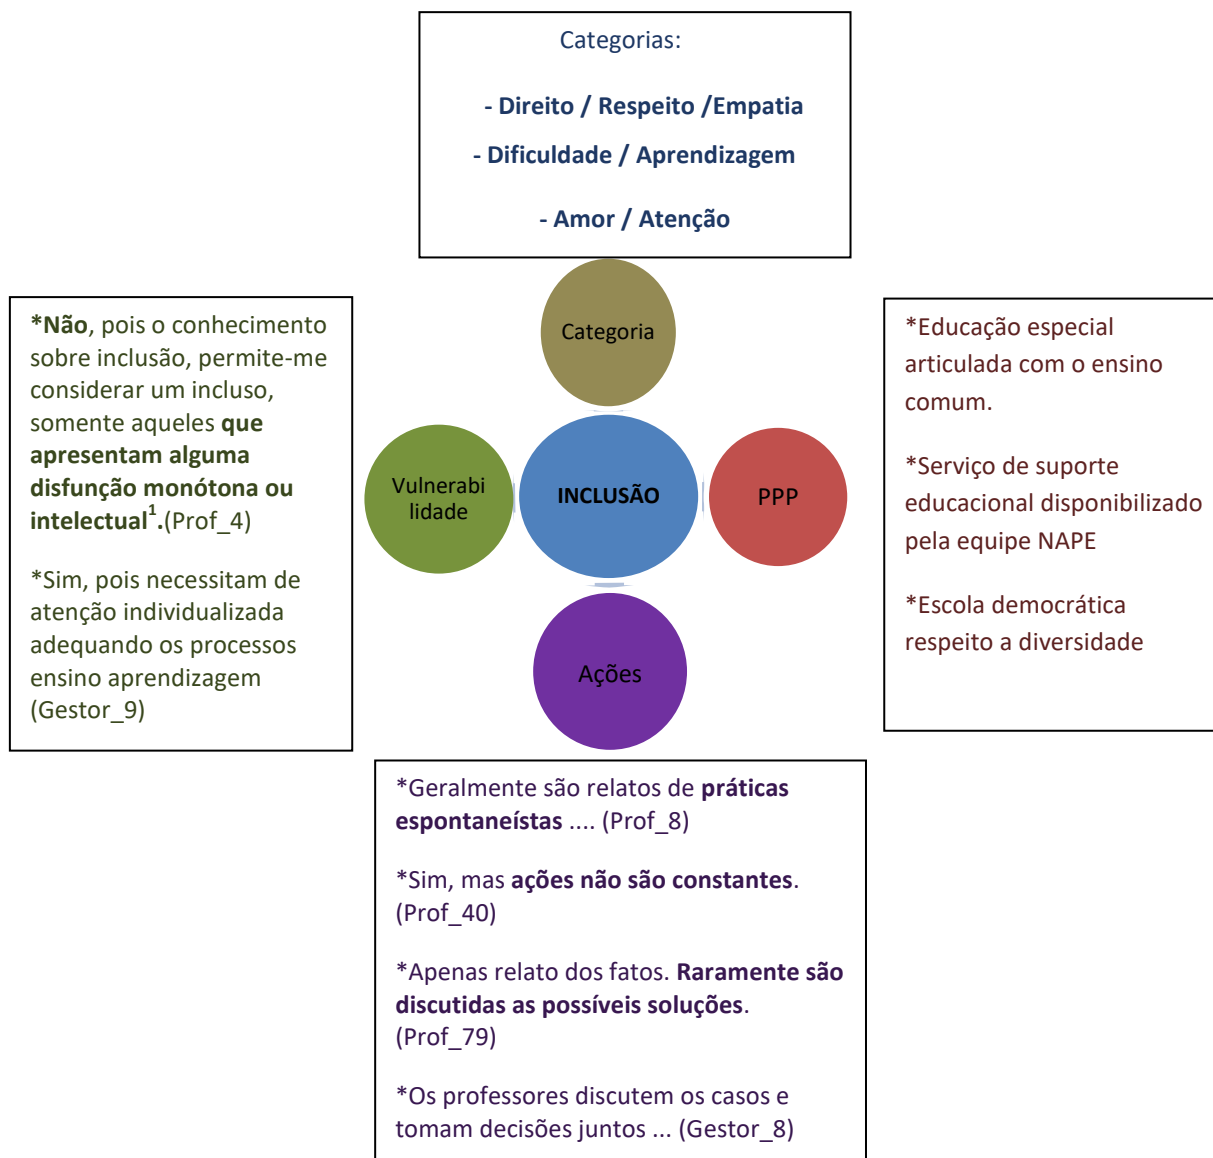 Categorias:
- Direito / Respeito /Empatia
- Dificuldade / Aprendizagem
- Amor / Atenção
Categoria
*Não, pois o conhecimento
sobre inclusão, permite-me
considerar um incluso,
somente aqueles que
apresentam alguma
disfunção monótona ou
intelectual¹.(Prof_4)
*Sim, pois necessitam de
atenção individualizada
adequando os processos
ensino aprendizagem
(Gestor_9)
Vulnerabi
lidade
INCLUSÃO
PPP
*Educação especial
articulada com o ensino
comum.
*Serviço de suporte
educacional disponibilizado
pela equipe NAPE
*Escola democrática
respeito a diversidade
Ações
*Geralmente são relatos de práticas
espontaneístas .... (Prof_8)
*Sim, mas ações não são constantes.
(Prof_40)
*Apenas relato dos fatos. Raramente são
discutidas as possíveis soluções.
(Prof_79)
*Os professores discutem os casos e
tomam decisões juntos ... (Gestor_8)